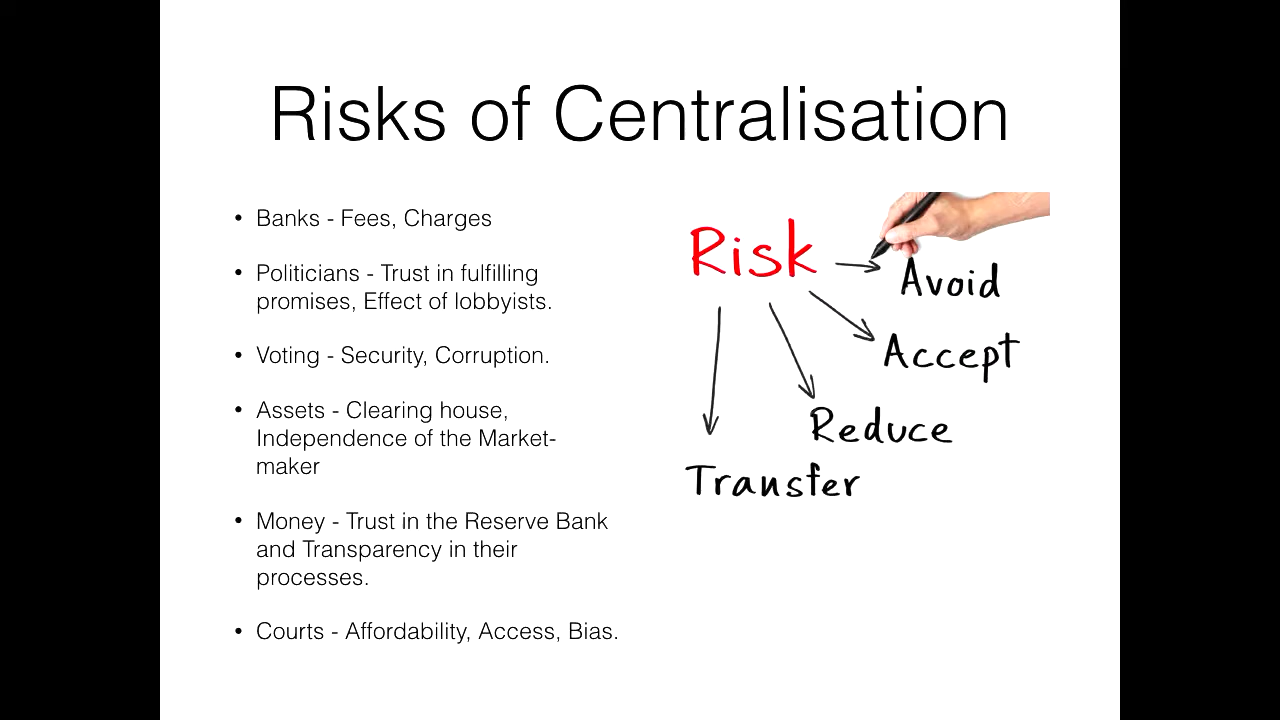 Risks of Centralisation
• Banks - Fees, Charges
• Politicians - Trust in fulfilling
promises, Effect of lobbyists.
• Voting - Security, Corruption.
• Assets - Clearing house,
Independence of the Market-
maker
• Money - Trust in the Reserve Bank
and Transparency in their
processes.
• Courts - Affordability, Access, Bias.
Risk
Avoid
Accept
Reduce
Transfer